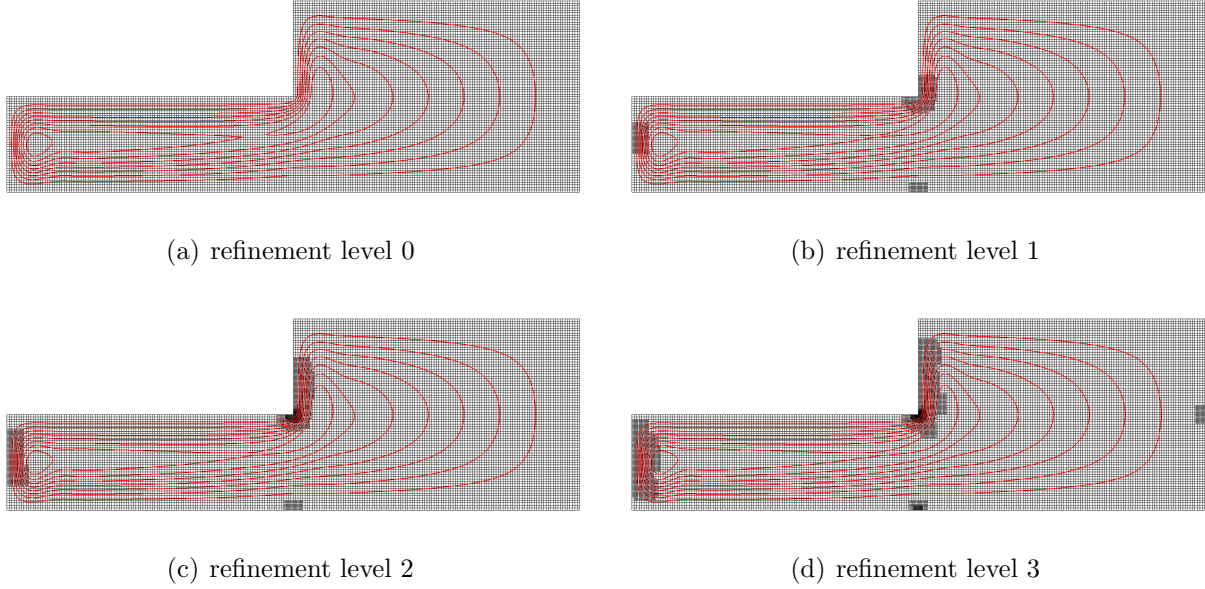 (a) refinement level 0
(b) refinement level 1
(c) refinement level 2
(d) refinement level 3